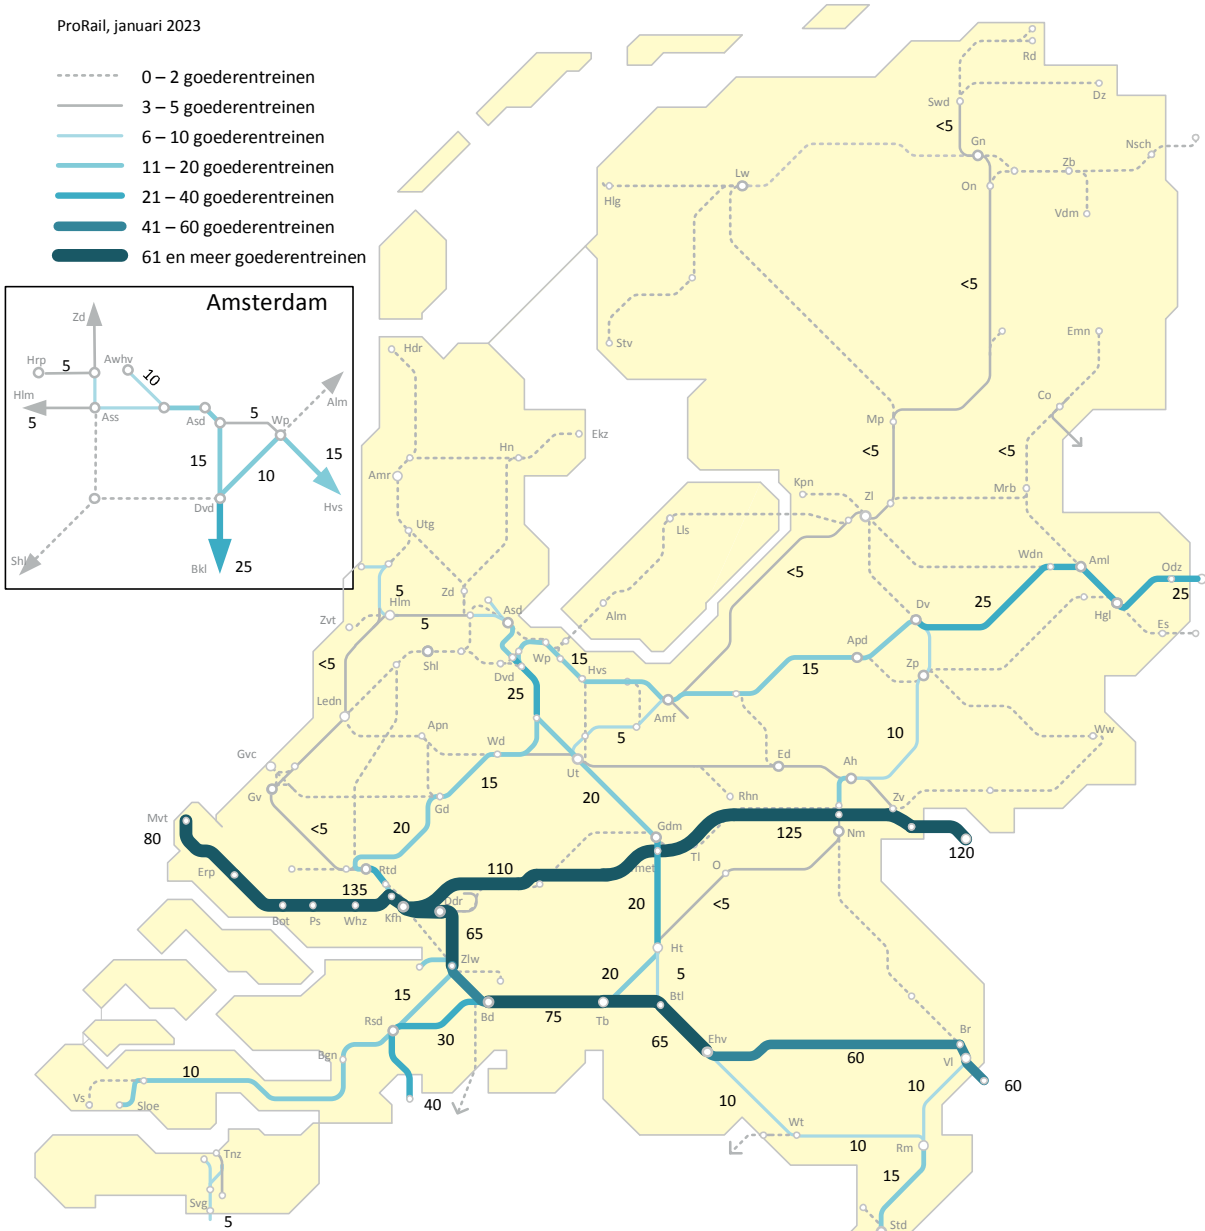 ProRail, januari 2023
0 – 2 goederentreinen
3 – 5 goederentreinen
6 – 10 goederentreinen
11 – 20 goederentreinen
21 – 40 goederentreinen
41 – 60 goederentreinen
61 en meer goederentreinen
Amsterdam
Zd
Hrp
5
Awhv
10
Alm
Hlm
5
Ass
Asd
5
Wp
15
15
10
Dvd
Hvs
Shl
Bkl
25
Rd
Dz
Swd
<5
Gn
Nsch
Zb
Lw
On
Hlg
Vdm
<5
Stv
Emn
Hdr
Co
Mp
Ekz
Hn
<5
<5
Amr
Kpn
Mrb
Zl
Utg
Lls
Wdn
Aml
Odz
<5
25
25
5
Zd
Hlm
Asd
Hgl
5
Alm
Dv
Zvt
Es
Apd
<5
Shl
Wp
15
Hvs
15
Zp
Dvd
25
Ledn
Amf
Apn
Ww
5
10
Wd
Gvc
Ed
Ut
Ah
15
Gv
Gd
20
Rhn
Zv
Mvt
<5
20
Gdm
125
80
Nm
Tl
120
met
Erp
Rtd
110
O
135
Ddr
20
<5
Bot
Ps
Whz
Kfh
65
Ht
Zlw
20
5
15
Btl
Rsd
Bd
75
Tb
30
65
Ehv
Br
60
Bgn
Vl
10
10
60
Vs
Sloe
40
10
Wt
10
Rm
Tnz
15
Svg
5
Std